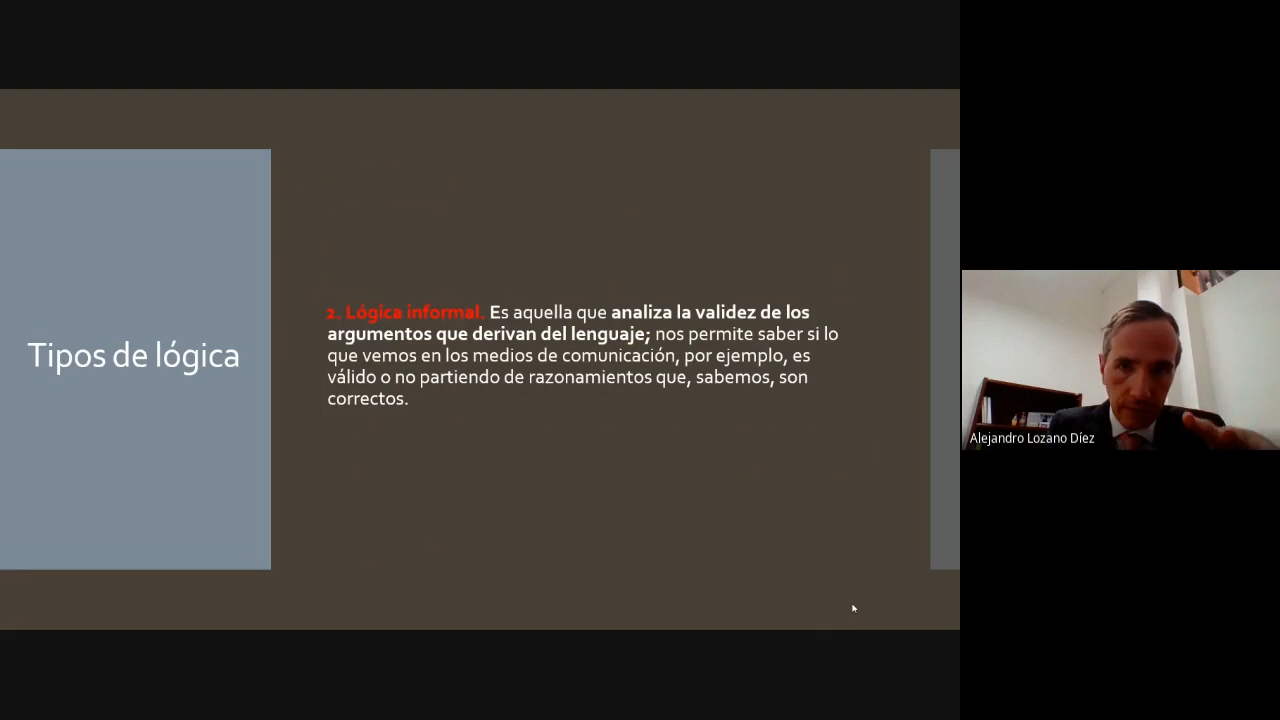 Tipos de lógica
2. Lógica informal. Es aquella que analiza la validez de los
argumentos que derivan del lenguaje; nos permite saber si lo
que vemos en los medios de comunicación, por ejemplo, es
válido o no partiendo de razonamientos que, sabemos, son
correctos.
Alejandro Lozano Díez